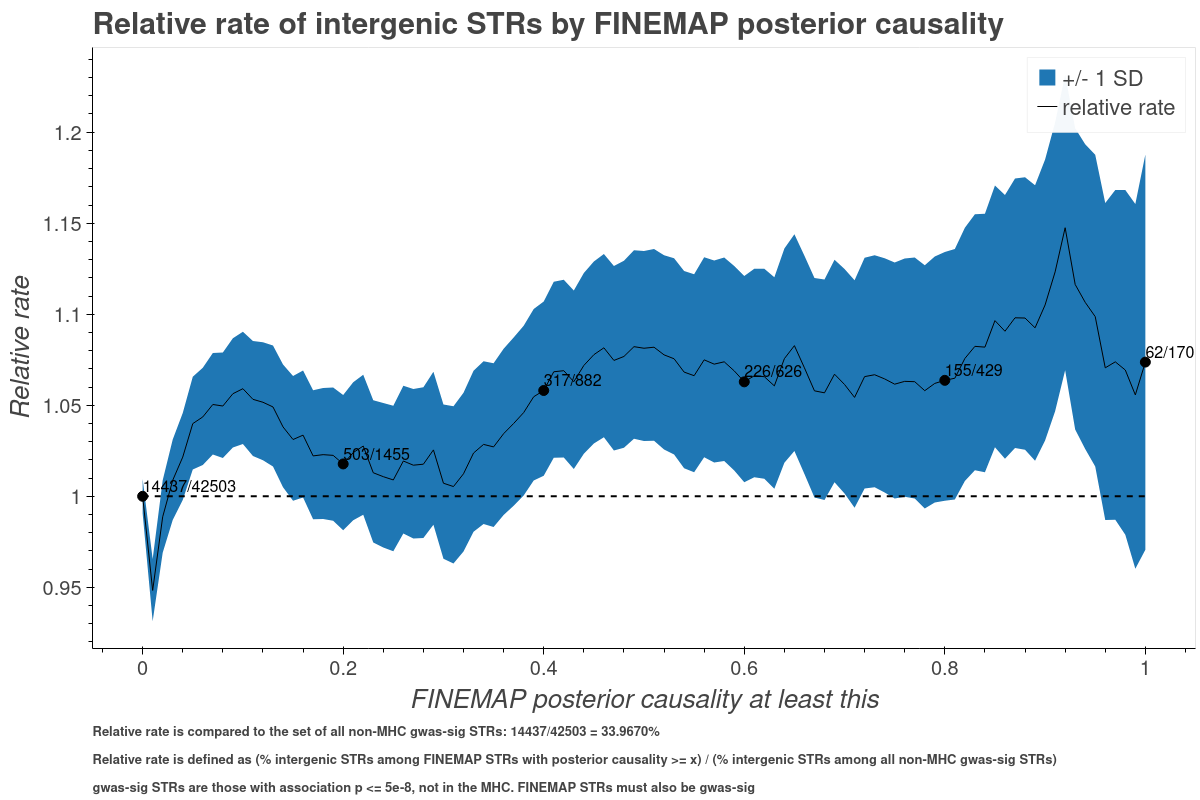 Relative rate of intergenic STRs by FINEMAP posterior causality
+/- 1 SD
relative rate
Relative rate
1.2
1.15
1.1
1.05
1
0.95
14437/42503
503/1455
317/882
226/626
155/429
62/170
0
0.2
0.4
0.6
0.8
1
FINEMAP posterior causality at least this
Relative rate is compared to the set of all non-MHC gwas-sig STRs: 14437/42503 = 33.9670%
Relative rate is defined as (% intergenic STRs among FINEMAP STRs with posterior causality >= x) / (% intergenic STRs among all non-MHC gwas-sig STRs)
gwas-sig STRs are those with association p <= 5e-8, not in the MHC. FINEMAP STRs must also be gwas-sig